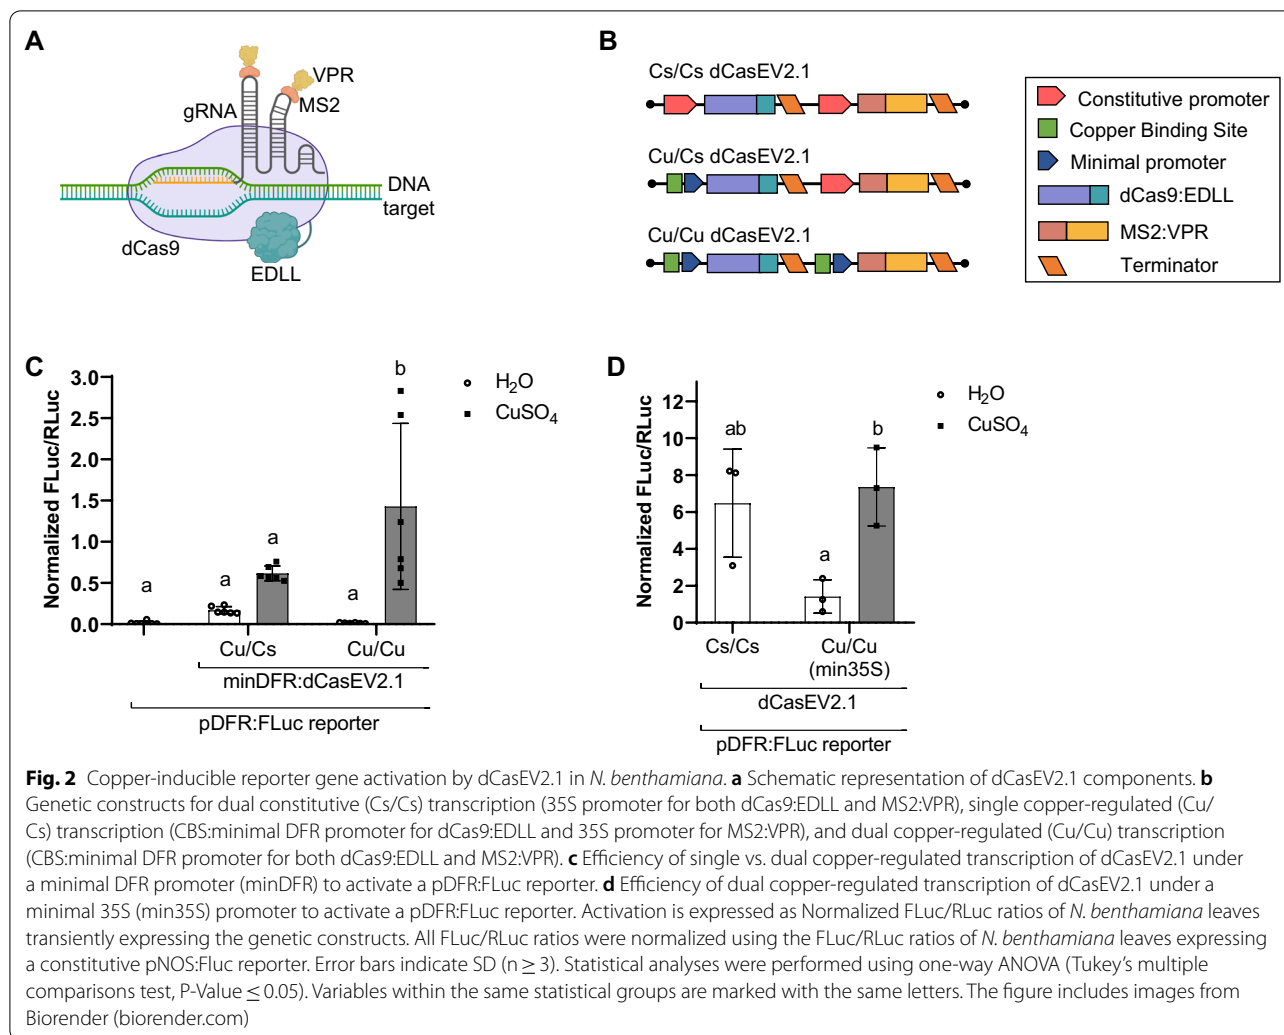 A
VPR
gRNA
MS2
DNA
target
dCas9
EDLL
B
Cs/Cs dCasEV2.1
Cu/Cs dCasEV2.1
Cu/Cu dCasEV2.1
Constitutive promoter
Copper Binding Site
Minimal promoter
dCas9:EDLL
MS2:VPR
Terminator
C
Normalized FLuc/RLuc
3.0
2.5
2.0
1.5
1.0
0.5
0.0
a
a
a
a
b
H₂O
CuSO₄
Cu/Cs
Cu/Cu
minDFR:dCasEV2.1
pDFR:FLuc reporter
D
Normalized FLuc/RLuc
12
10
8
6
4
2
0
ab
a
b
H₂O
CuSO₄
Cs/Cs
Cu/Cu
(min35S)
dCasEV2.1
pDFR:FLuc reporter
Fig. 2 Copper-inducible reporter gene activation by dCasEV2.1 in N. benthamiana. a Schematic representation of dCasEV2.1 components. b
Genetic constructs for dual constitutive (Cs/Cs) transcription (35S promoter for both dCas9:EDLL and MS2:VPR), single copper-regulated (Cu/
Cs) transcription (CBS:minimal DFR promoter for dCas9:EDLL and 35S promoter for MS2:VPR), and dual copper-regulated (Cu/Cu) transcription
(CBS:minimal DFR promoter for both dCas9:EDLL and MS2:VPR). c Efficiency of single vs. dual copper-regulated transcription of dCasEV2.1 under
a minimal DFR promoter (minDFR) to activate a pDFR:FLuc reporter. d Efficiency of dual copper-regulated transcription of dCasEV2.1 under a
minimal 35S (min35S) promoter to activate a pDFR:FLuc reporter. Activation is expressed as Normalized FLuc/RLuc ratios of N. benthamiana leaves
transiently expressing the genetic constructs. All FLuc/RLuc ratios were normalized using the FLuc/RLuc ratios of N. benthamiana leaves expressing
a constitutive pNOS:Fluc reporter. Error bars indicate SD (n ≥ 3). Statistical analyses were performed using one-way ANOVA (Tukey's multiple
comparisons test, P-Value ≤ 0.05). Variables within the same statistical groups are marked with the same letters. The figure includes images from
Biorender (biorender.com)